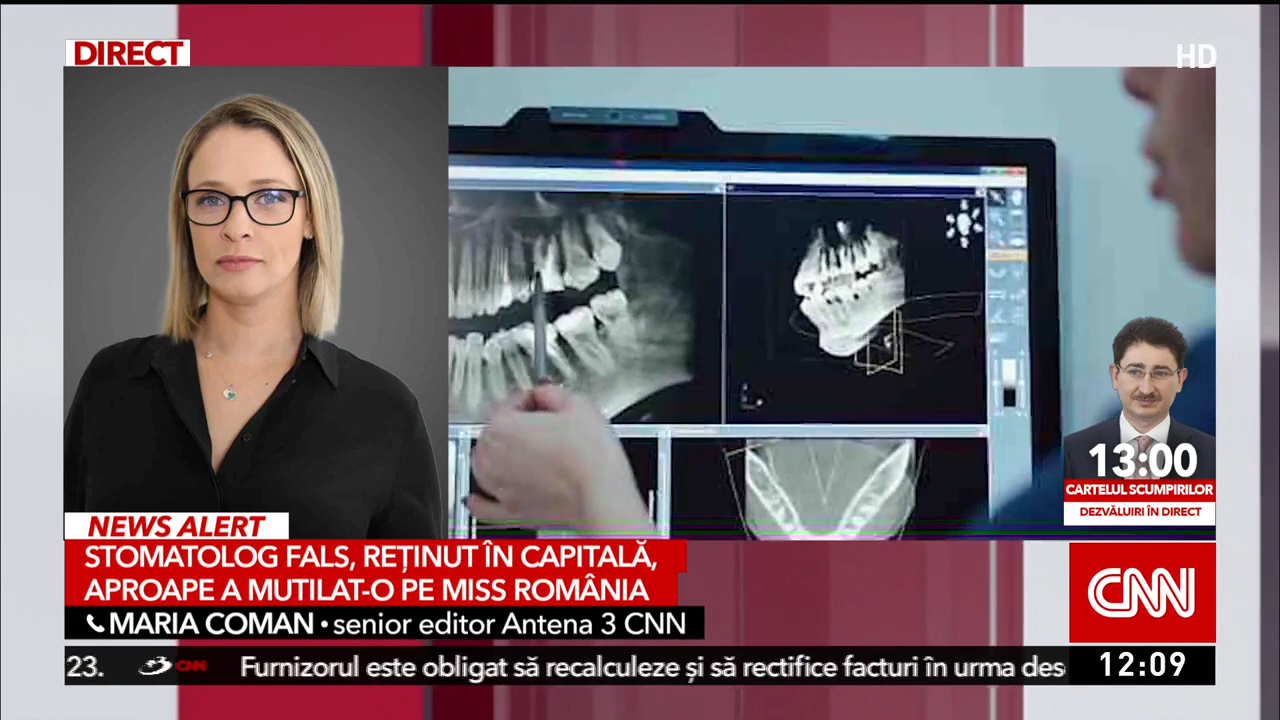 DIRECT
HD
13:00
CARTELUL SCUMPIRILOR
DEZVĂLUIRI ÎN DIRECT
NEWS ALERT
STOMATOLOG FALS, REȚINUT ÎN CAPITALĂ,
APROAPE A MUTILAT-O PE MISS ROMÂNIA
MARIA COMAN • senior editor Antena 3 CNN
CNN
23. 3 CNN Furnizorul este obligat să recalculeze și să rectifice facturi în urma des
12:09